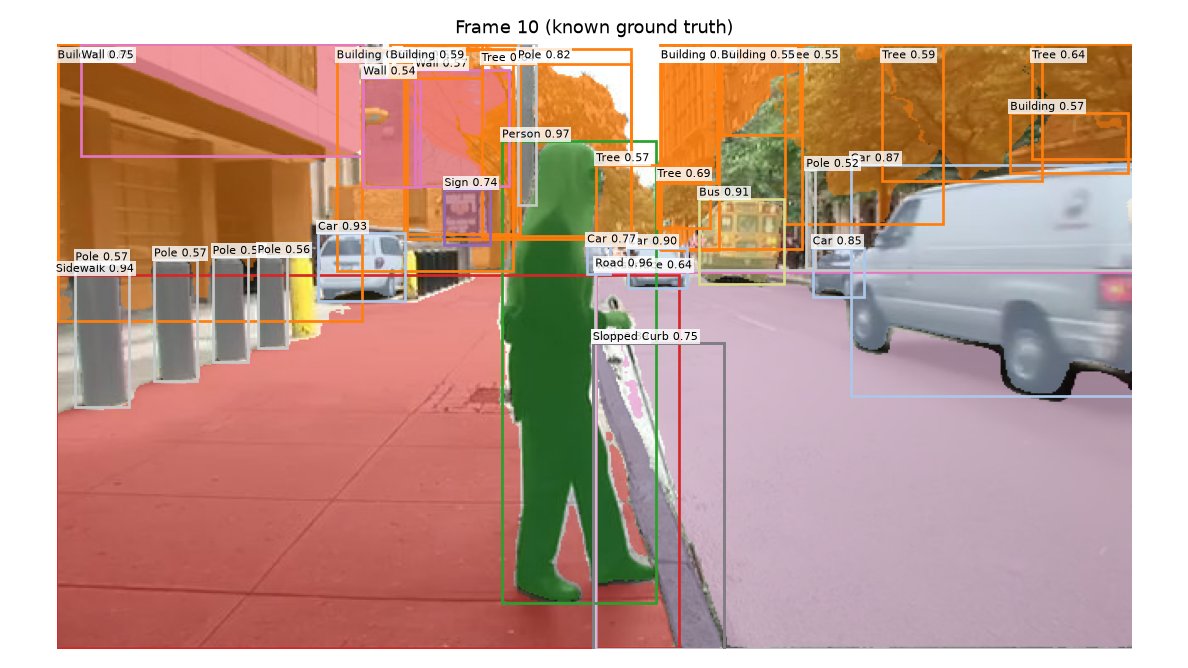 Frame 10 (known ground truth)
Wall 0.75
Building 0.59
Wall 0.54
Pole 0.82
Building 0.55
Tree 0.59
Tree 0.64
Building 0.57
Person 0.97
Tree 0.57
Pole 0.52
Car 0.87
Tree 0.69
Sign 0.74
Bus 0.91
Car 0.93
Car 0.77
Car 0.85
Pole 0.57
Pole 0.57
Pole 0.56
Sidewalk 0.94
Road 0.96
Slopped Curb 0.75